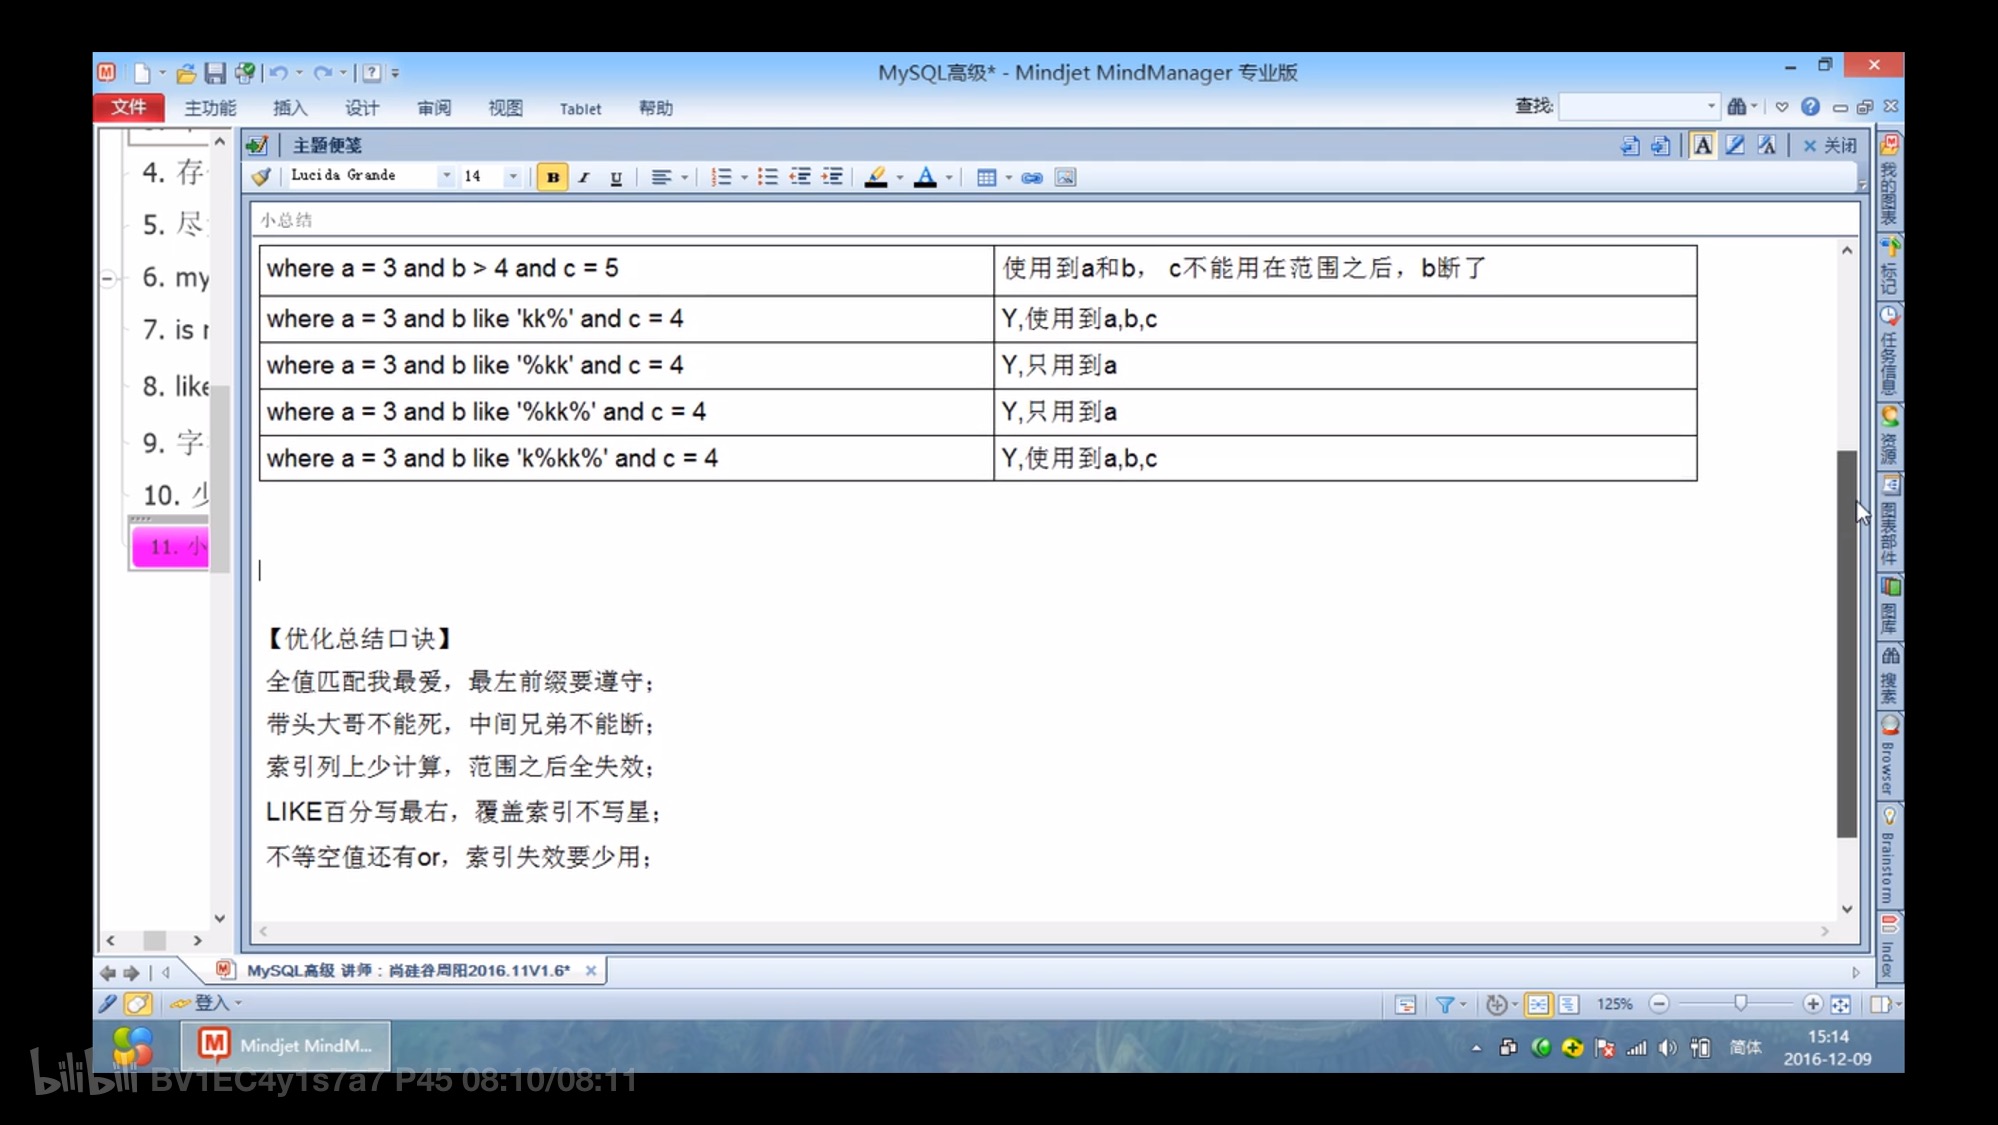 MySQL高级* - Mindjet MindManager 专业版
文件 主功能 插入 设计 审阅 视图 Tablet 帮助 查找:
主题便笺 关闭
Lucida Grande 14 B I U
小总结
4. 存
5. 尽
6. my
7. is
8. like
9. 字
10. 少
11. 小
where a = 3 and b > 4 and c = 5 使用到a和b， c不能用在范围之后，b断了
where a = 3 and b like 'kk%' and c = 4 Y,使用到a,b,c
where a = 3 and b like '%kk' and c = 4 Y,只用到a
where a = 3 and b like '%kk%' and c = 4 Y,只用到a
where a = 3 and b like 'k%kk%' and c = 4 Y,使用到a,b,c
【优化总结口诀】
全值匹配我最爱，最左前缀要遵守；
带头大哥不能死，中间兄弟不能断；
索引列上少计算，范围之后全失效；
LIKE百分写最右，覆盖索引不写星；
不等空值还有or，索引失效要少用；
我的图表
标记
任务信息
资源
图表部件
图库
搜索
Browser
Brainstorm
Index
MySQL高级 讲师：尚硅谷周阳2016.11V1.6*
登入 125%
Mindjet MindM... 简体 15:14
2016-12-09
bilibili BV1EC4y1s7a7 P45 08:10/08:11